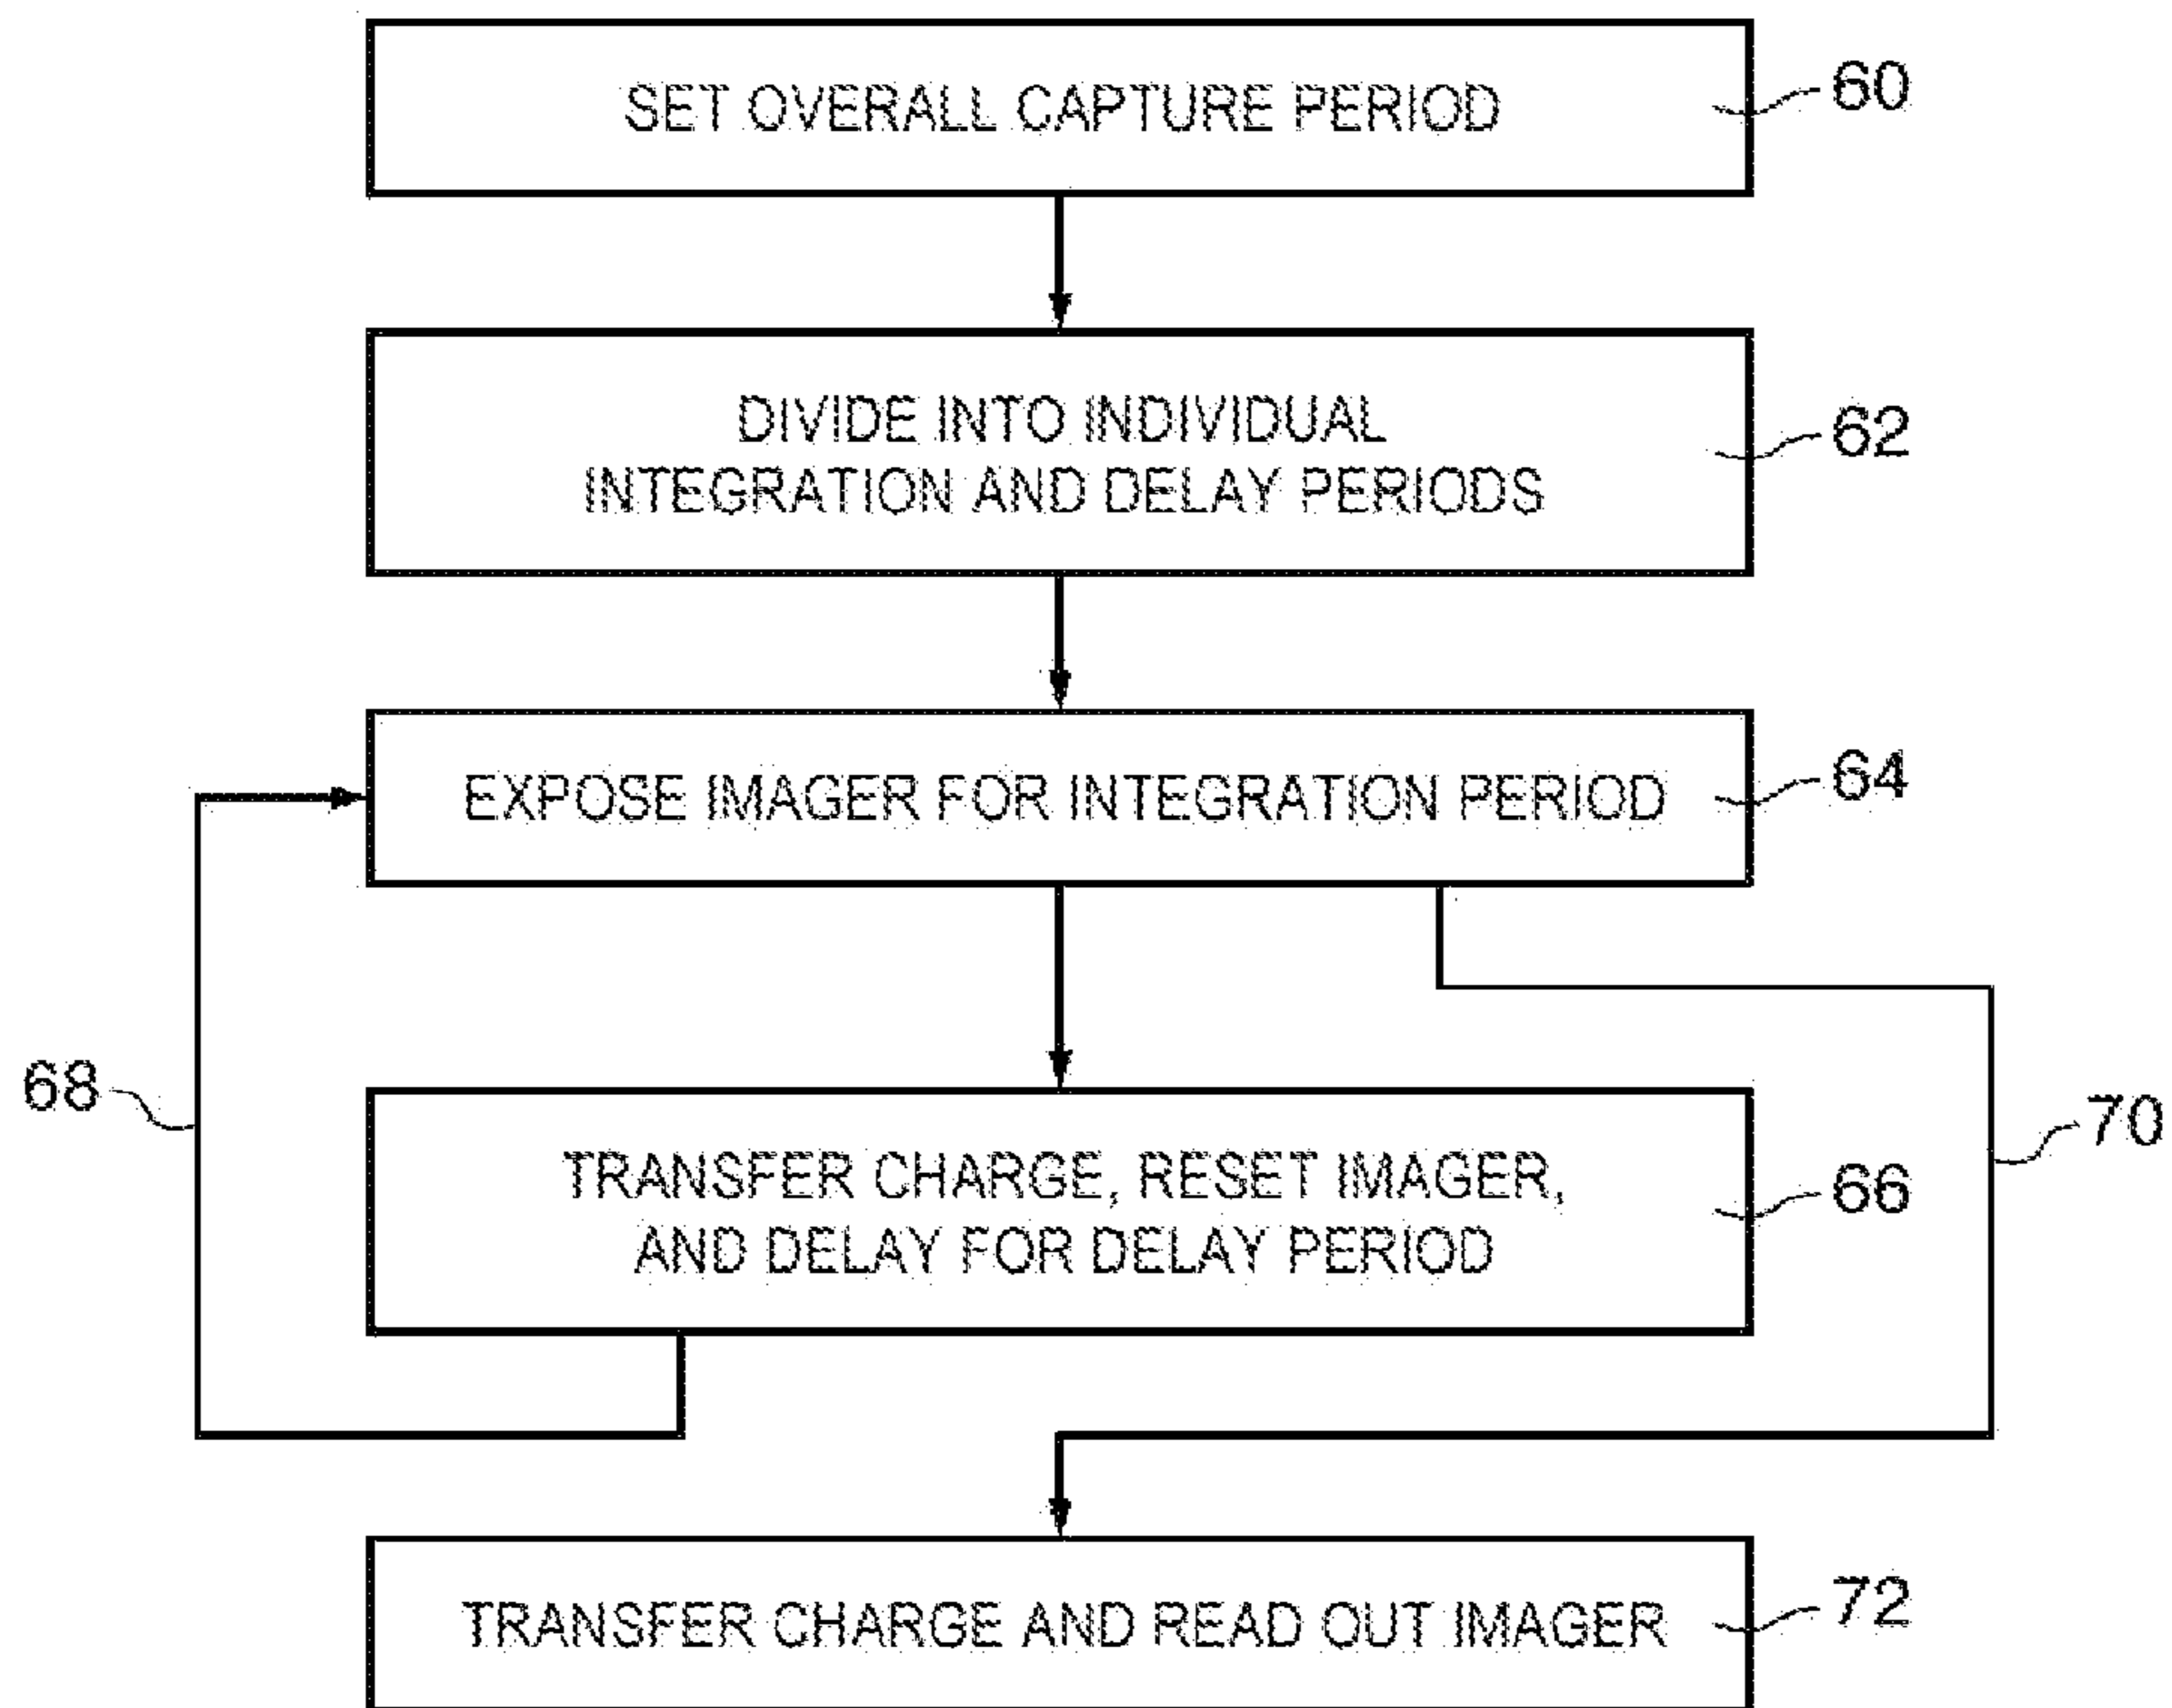 SET OVERALL CAPTURE PERIOD
60
DIVIDE INTO INDIVIDUAL
INTEGRATION AND DELAY PERIODS
62
EXPOSE IMAGER FOR INTEGRATION PERIOD
64
68
TRANSFER CHARGE, RESET IMAGER,
AND DELAY FOR DELAY PERIOD
66
70
TRANSFER CHARGE AND READ OUT IMAGER
72